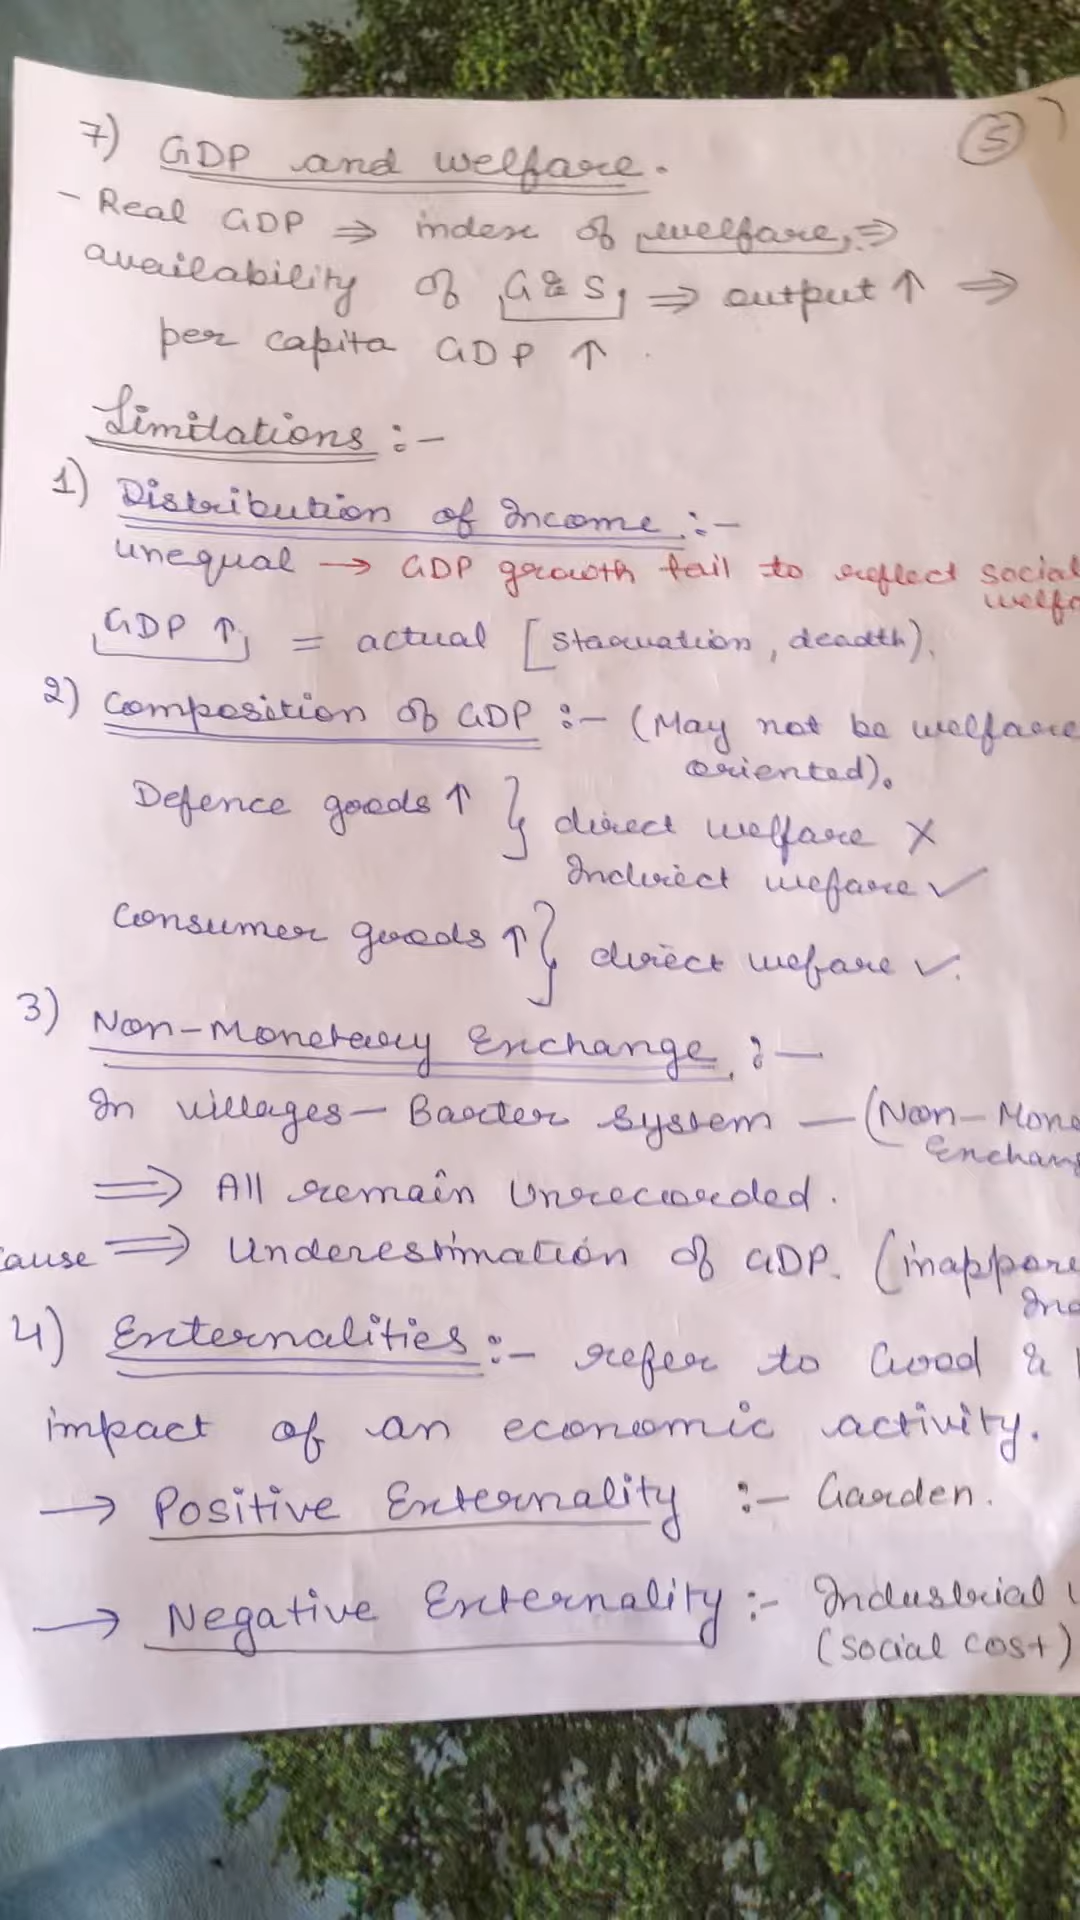 7) GDP and welfare.
5
- Real GDP ⇒ index of welfare, ⇒
availability of G & S, ⇒ output ↑ ⇒
per capita GDP ↑.
Limitations :-
1) Distribution of Income :-
unequal → GDP growth fail to reflect social
GDP ↑ = actual [starvation,
2) Composition of GDP :- (May not be welfare
oriented).
Defence goods ↑ } direct welfare X
Indirect wefare ✓
Consumer goods ↑ } direct wefare ✓.
3) Non-Monetary Exchange :-
In villages - Barter system - (Non-
⇒ All remain Unrecorded.
⇒ Underestimation of GDP.
4) Externalities :- refer to Good &
impact of an economic activity.
→ Positive Externality :- Garden.
→ Negative Externality :- Industrial
(social cost)